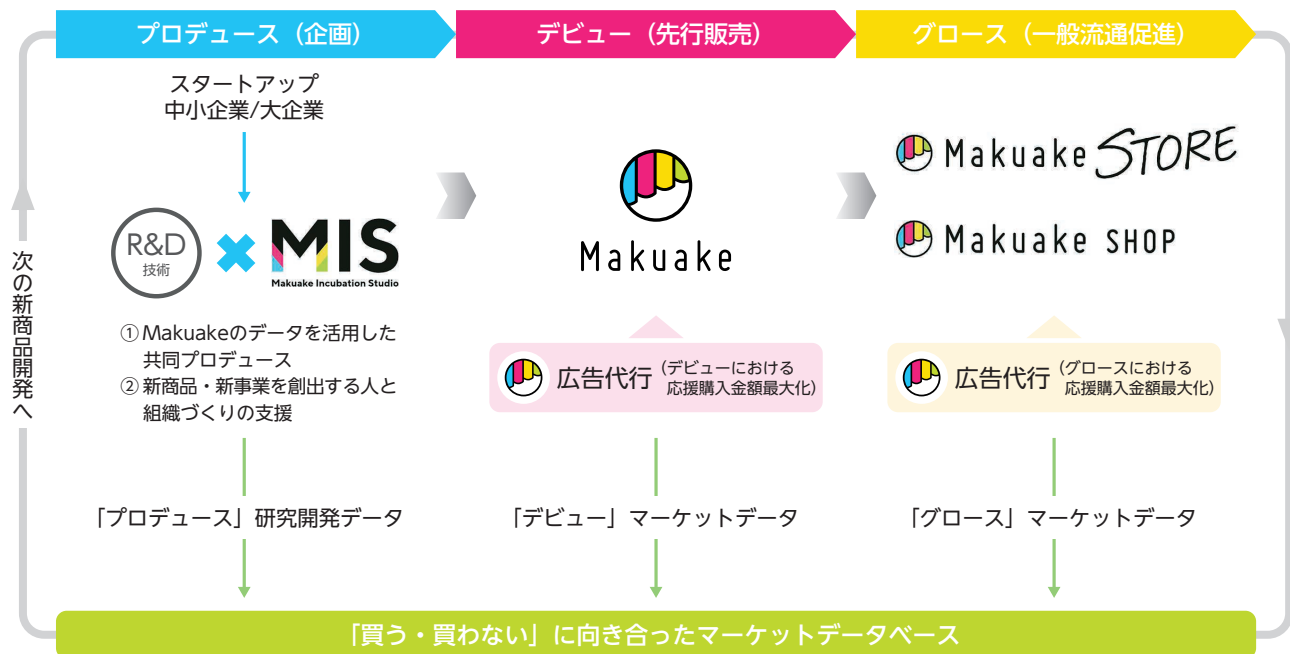 プロデュース（企画）
デビュー（先行販売）
グロース（一般流通促進）
スタートアップ
中小企業/大企業
R&D
技術
MIS
Makuake Incubation Studio
① Makuakeのデータを活用した
共同プロデュース
② 新商品・新事業を創出する人と
組織づくりの支援
Makuake
広告代行
(デビューにおける
応援購入金額最大化)
Makuake STORE
Makuake SHOP
広告代行
(グロースにおける
応援購入金額最大化)
「プロデュース」研究開発データ
「デビュー」マーケットデータ
「グロース」マーケットデータ
「買う・買わない」に向き合ったマーケットデータベース
次の新商品開発へ